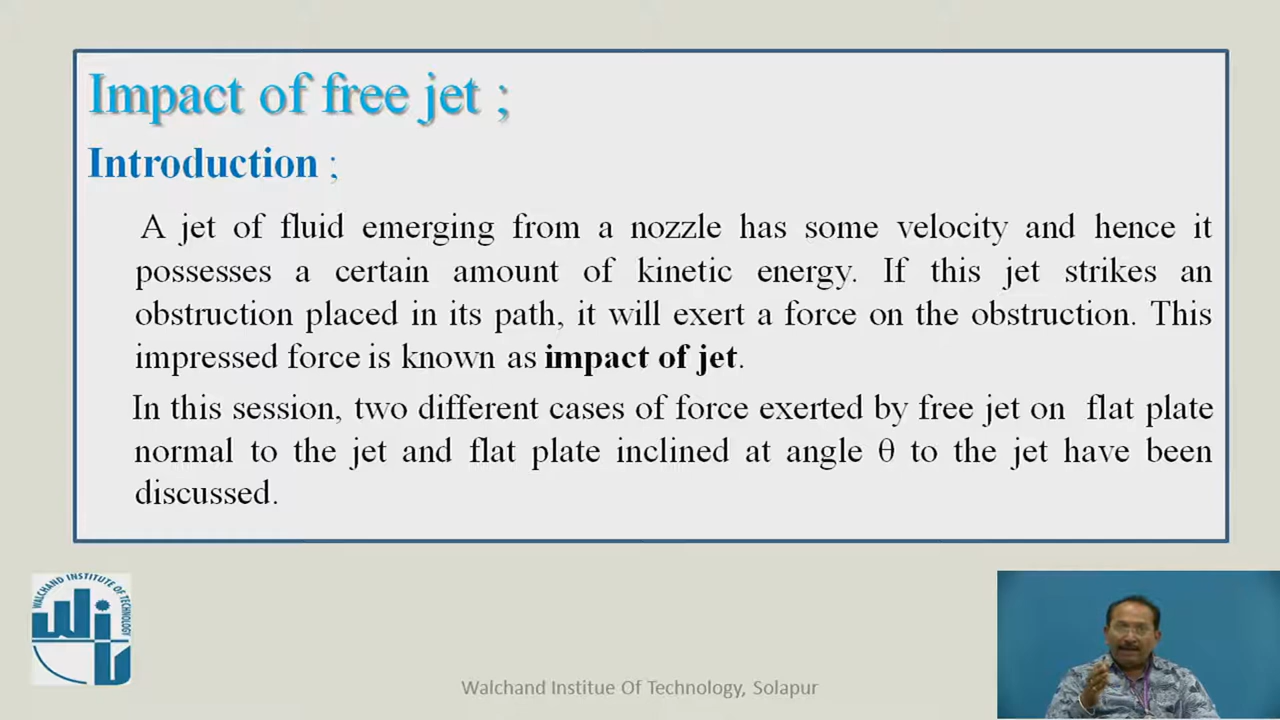 Impact of free jet ;
Introduction ;
A jet of fluid emerging from a nozzle has some velocity and hence it
possesses a certain amount of kinetic energy. If this jet strikes an
obstruction placed in its path, it will exert a force on the obstruction. This
impressed force is known as impact of jet.
In this session, two different cases of force exerted by free jet on flat plate
normal to the jet and flat plate inclined at angle θ to the jet have been
discussed.
WALCHAND INSTITUTE OF TECHNOLOGY
WIT
Walchand Institue Of Technology, Solapur